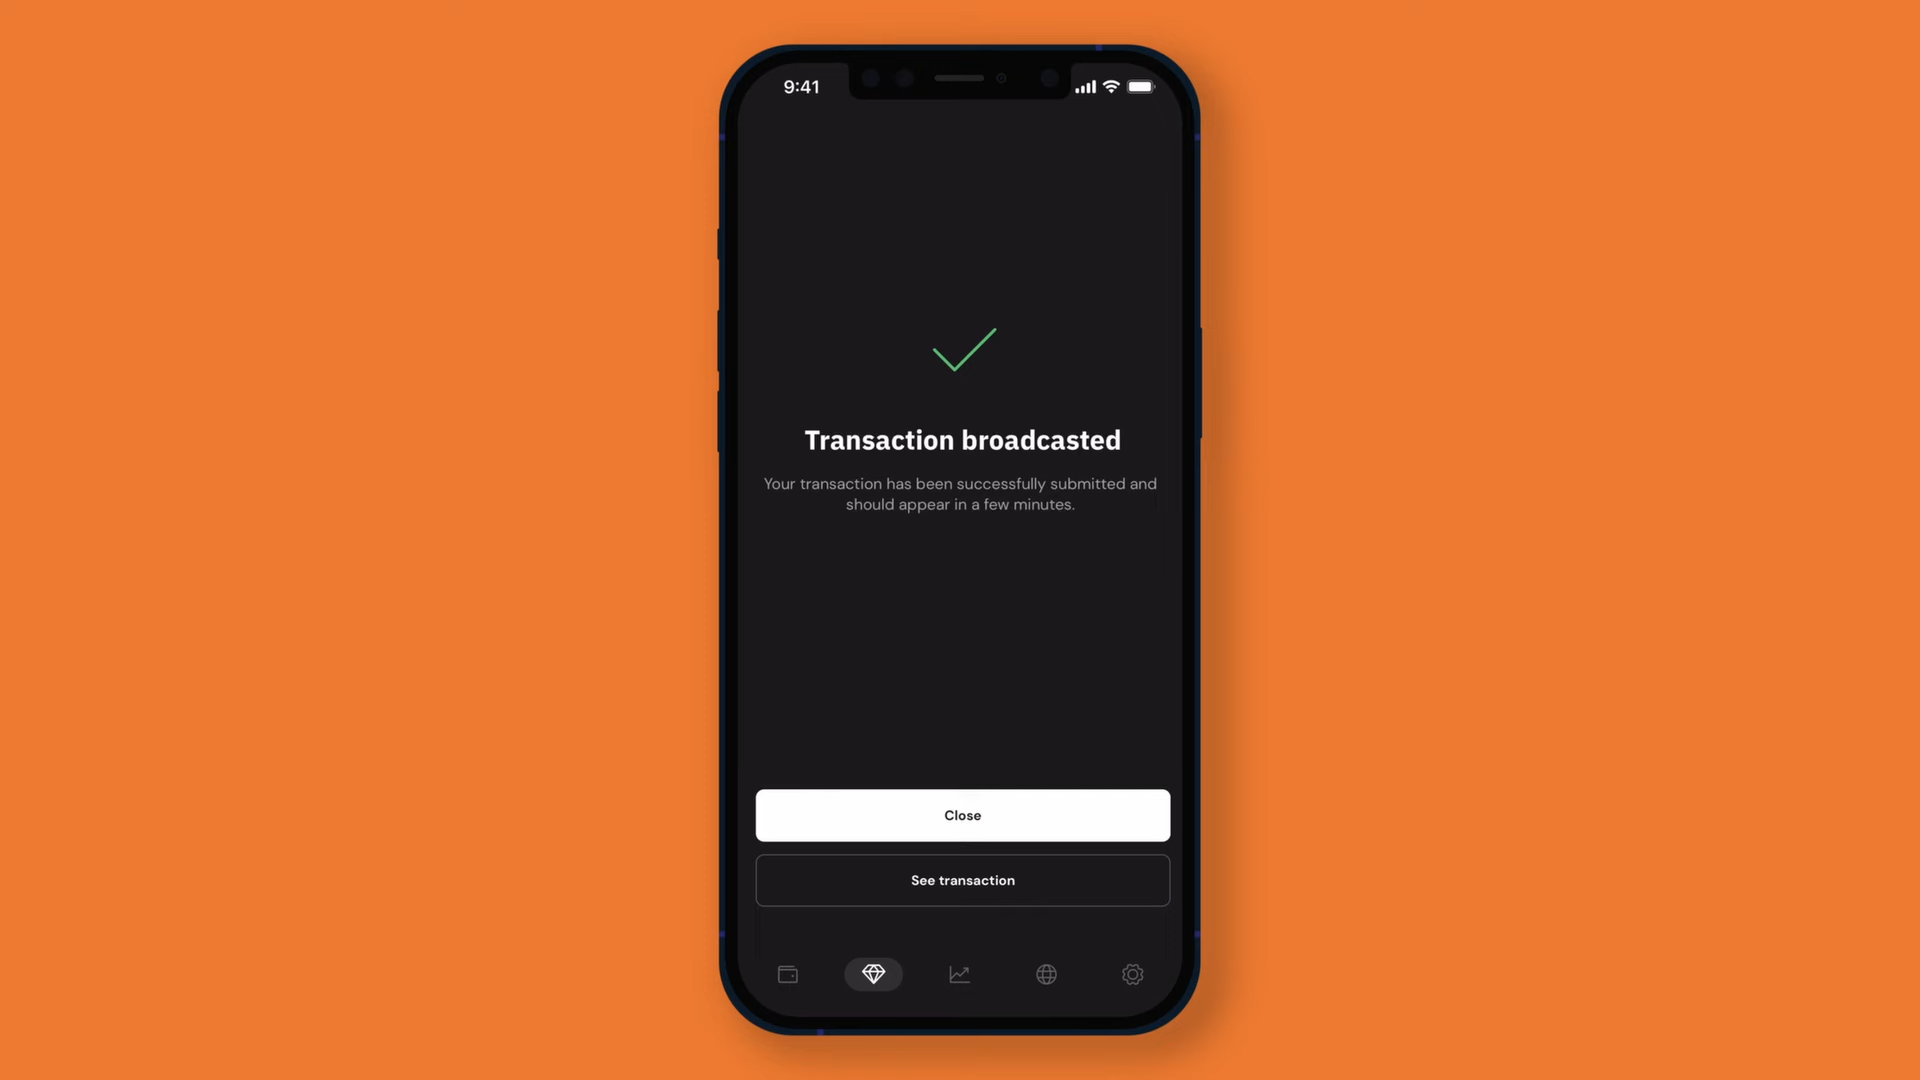 9:41
Transaction broadcasted
Your transaction has been successfully submitted and
should appear in a few minutes.
Close
See transaction